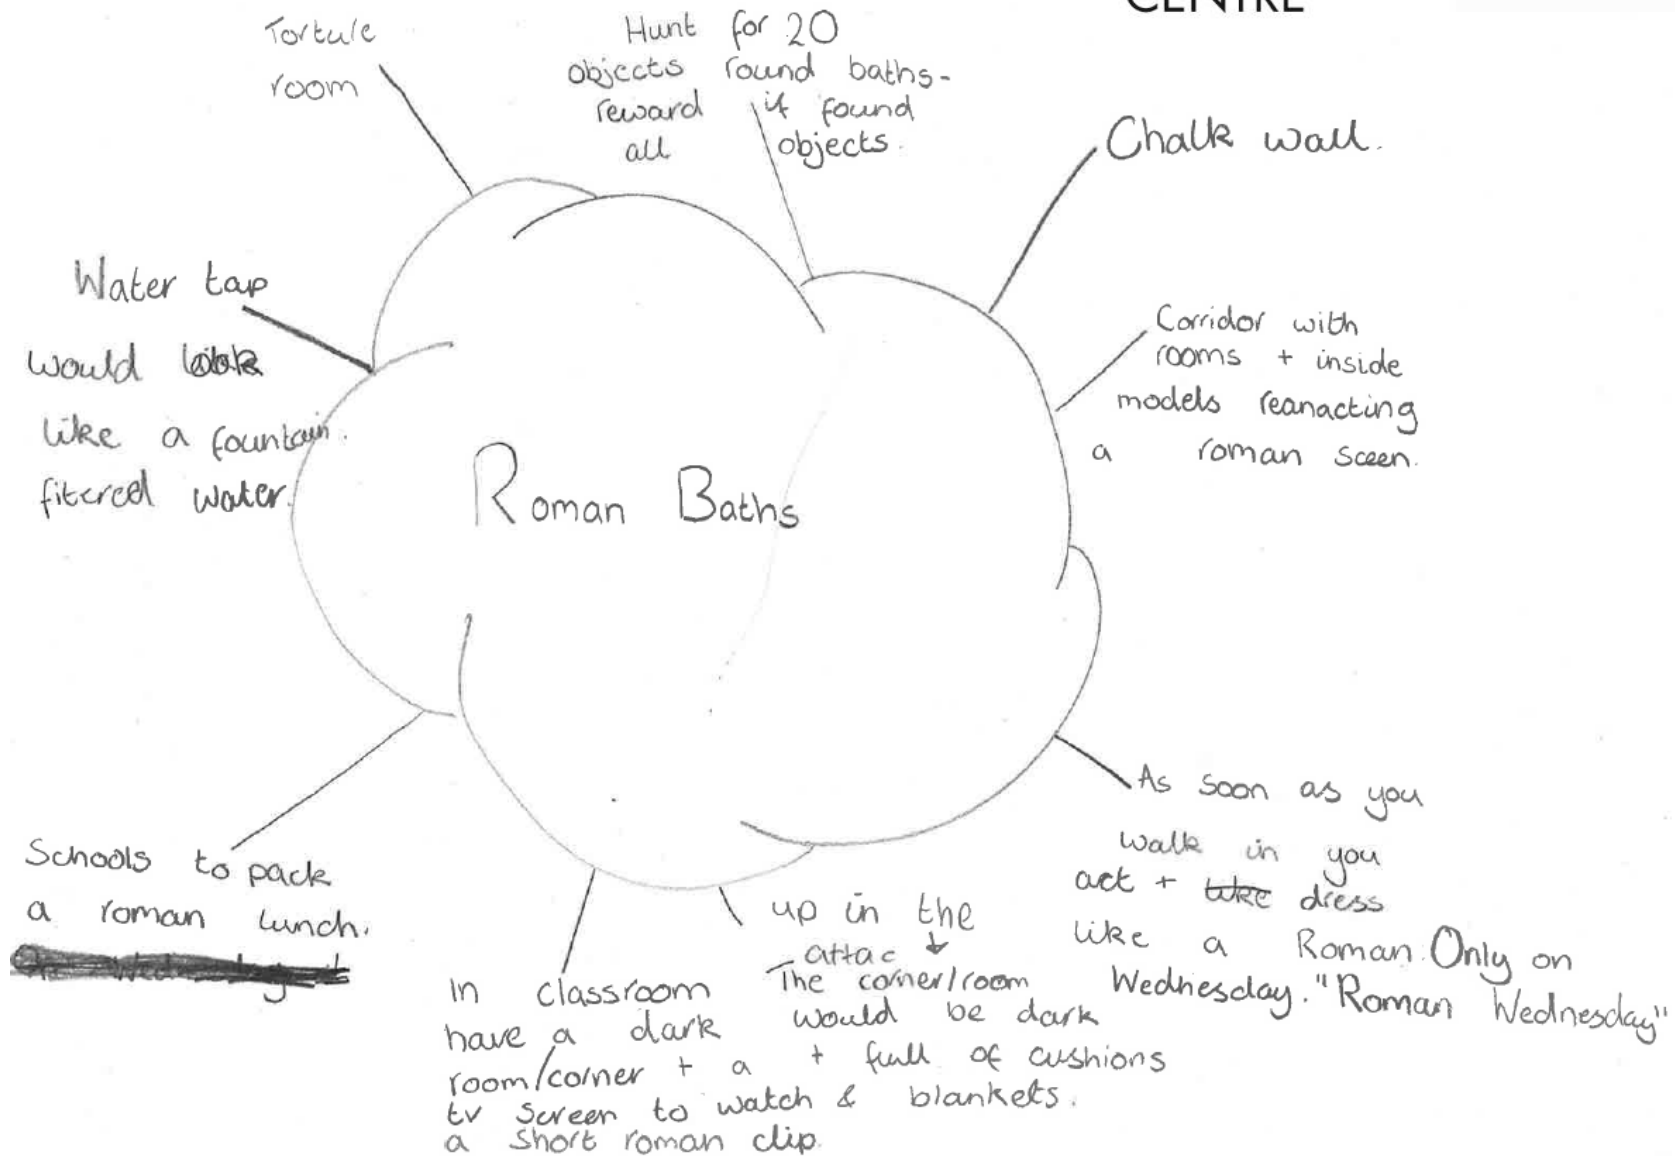 CENTRE
Tortule
room
Hunt for 20
objects round baths-
reward if found
all objects.
Chalk wall.
Water tap
would look
like a fountain.
fitered water.
Corridor with
rooms + inside
models reanacting
a roman sceen.
Roman Baths
As soon as you
walk in you
act + dress
like a Roman. Only on
Wednesday. "Roman Wednesday"
Schools to pack
a roman lunch.
In classroom
have a dark
room/corner + a
tv screen to watch
a short roman clip.
up in the
attac
The corner/room
would be dark
+ full of cushions
& blankets.